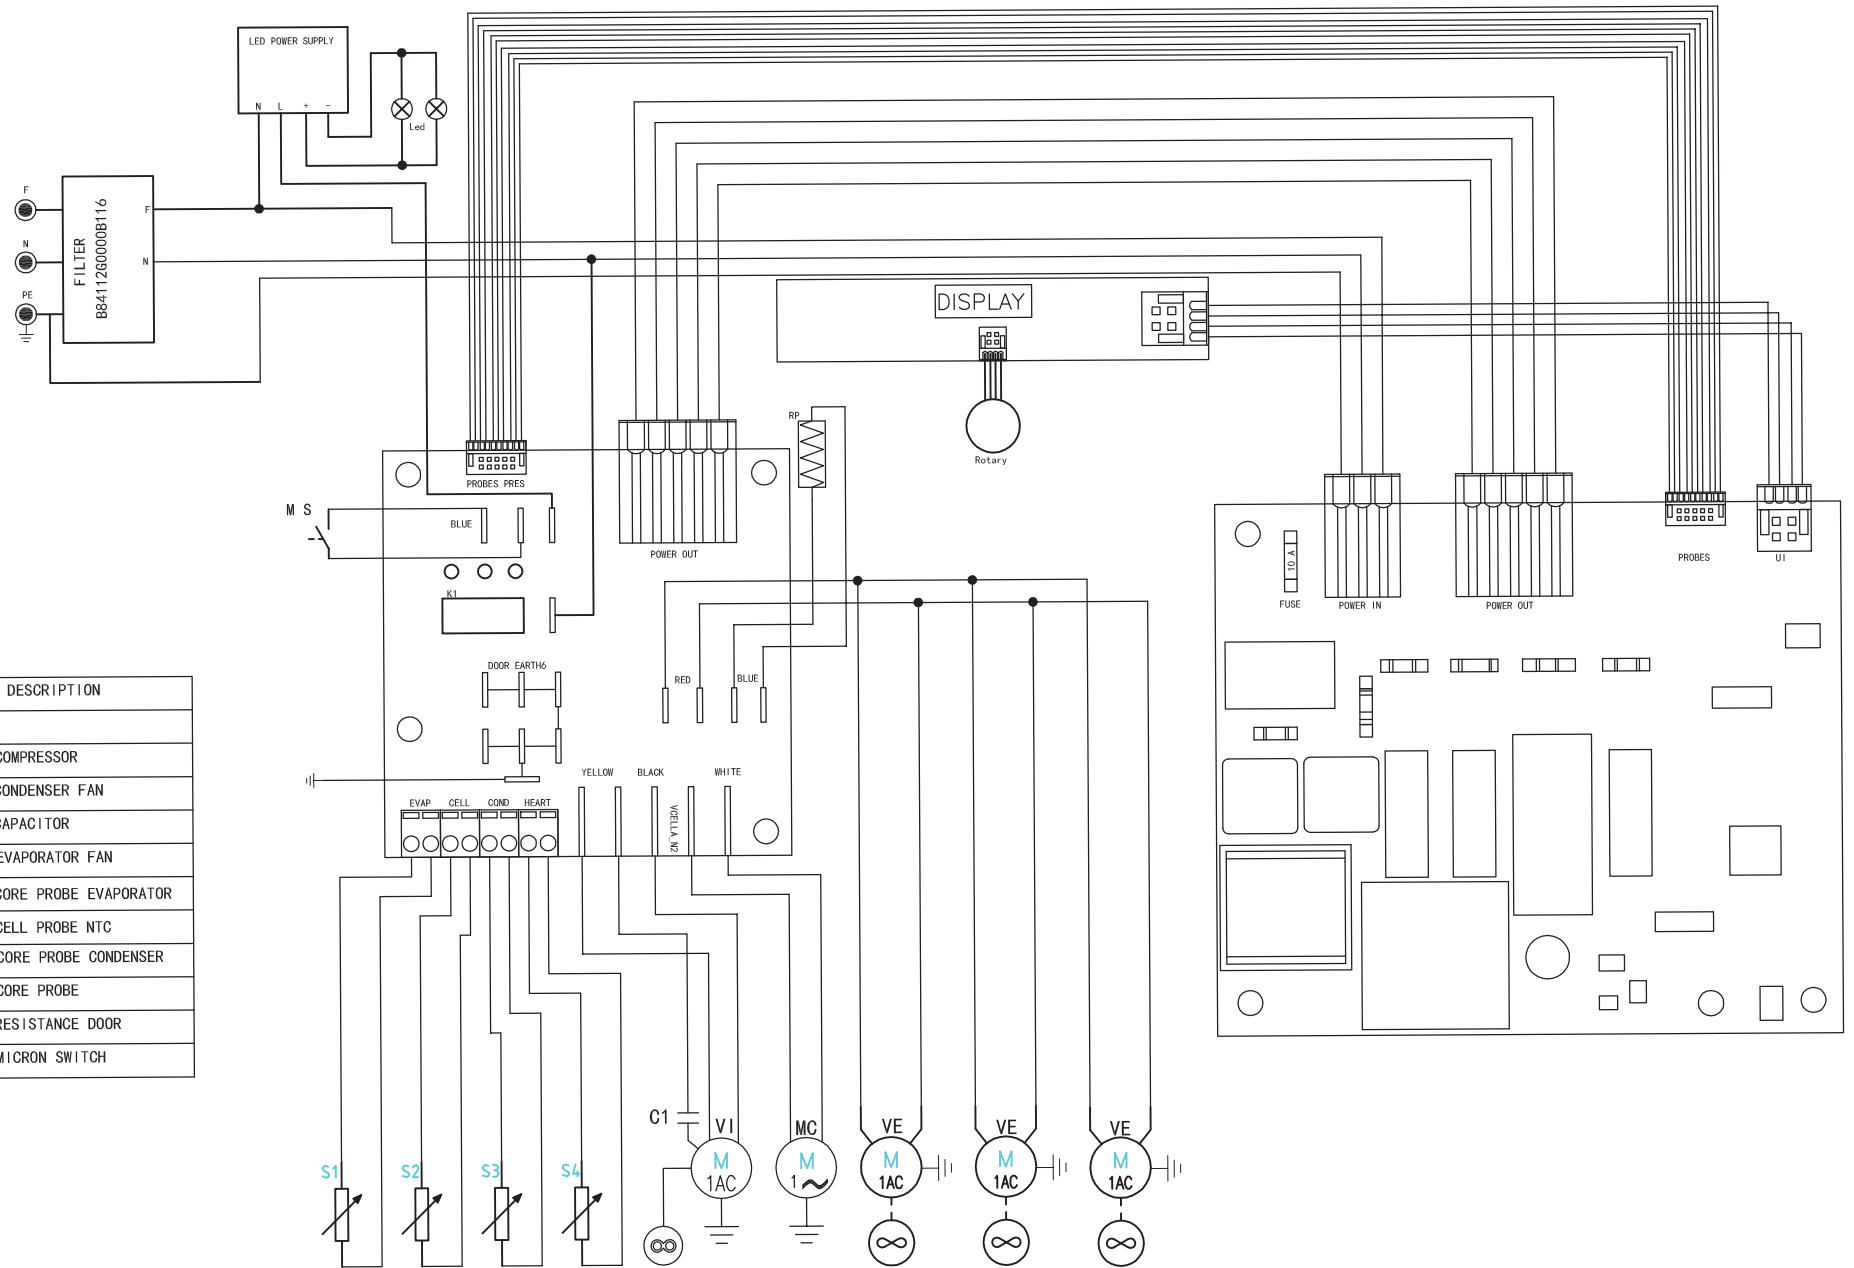 LED POWER SUPPLY
N L + −
Led
F
N
PE
FILTER
B84112G0000B116
F
N
DISPLAY
Rotary
RP
PROBES PRES
POWER OUT
M S
BLUE
K1
DOOR EARTH6
RED
BLUE
YELLOW
BLACK
WHITE
VCELLA_N2
EVAP
CELL
COND
HEART
FUSE
10 A
POWER IN
POWER OUT
PROBES
UI
DESCRIPTION
COMPRESSOR
CONDENSER FAN
CAPACITOR
EVAPORATOR FAN
CORE PROBE EVAPORATOR
CELL PROBE NTC
CORE PROBE CONDENSER
CORE PROBE
RESISTANCE DOOR
MICRON SWITCH
S1
S2
S3
S4
C1
VI
M
1AC
MC
M
1
VE
M
1AC
VE
M
1AC
VE
M
1AC